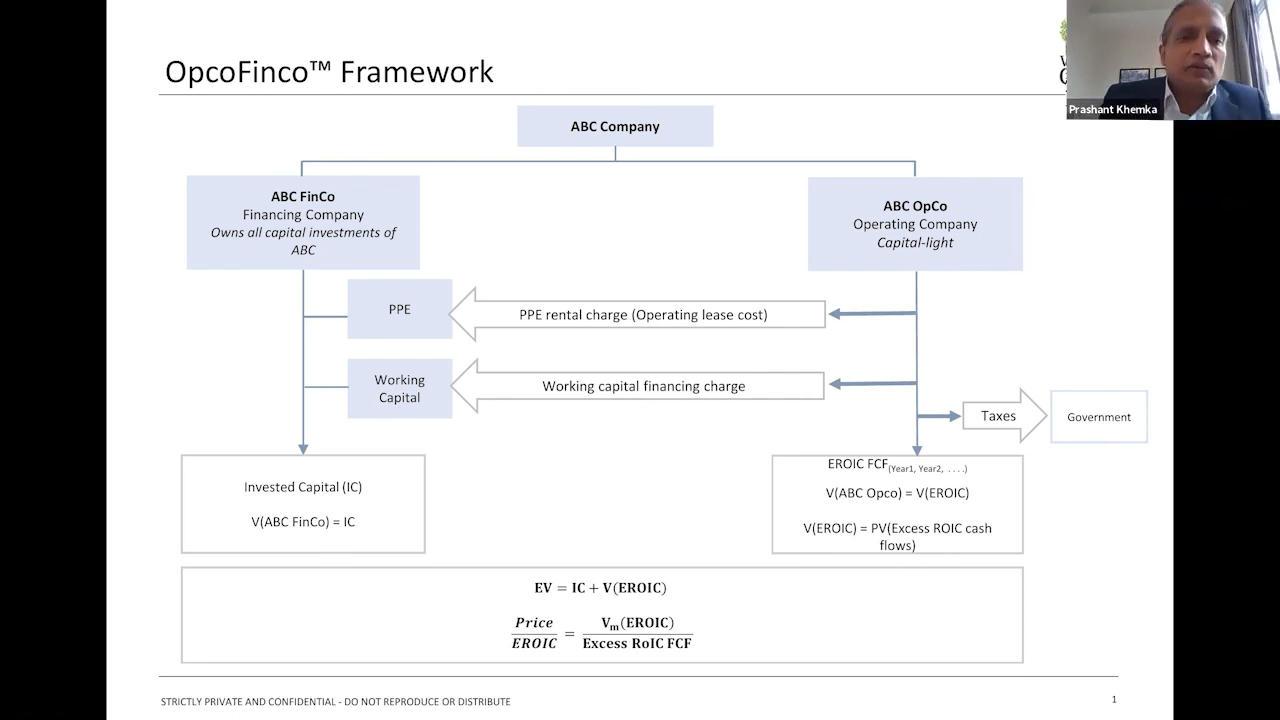 OpcoFinco™ Framework
Prashant Khemka
ABC Company
ABC FinCo
Financing Company
Owns all capital investments of
ABC
ABC OpCo
Operating Company
Capital-light
PPE
PPE rental charge (Operating lease cost)
Working
Capital
Working capital financing charge
Taxes
Government
Invested Capital (IC)
V(ABC FinCo) = IC
EROIC FCF(Year1, Year2, . . . .)
V(ABC Opco) = V(EROIC)
V(EROIC) = PV(Excess ROIC cash
flows)
EV = IC + V(EROIC)
Price/EROIC = Vm(EROIC)/Excess RoIC FCF
STRICTLY PRIVATE AND CONFIDENTIAL - DO NOT REPRODUCE OR DISTRIBUTE
1